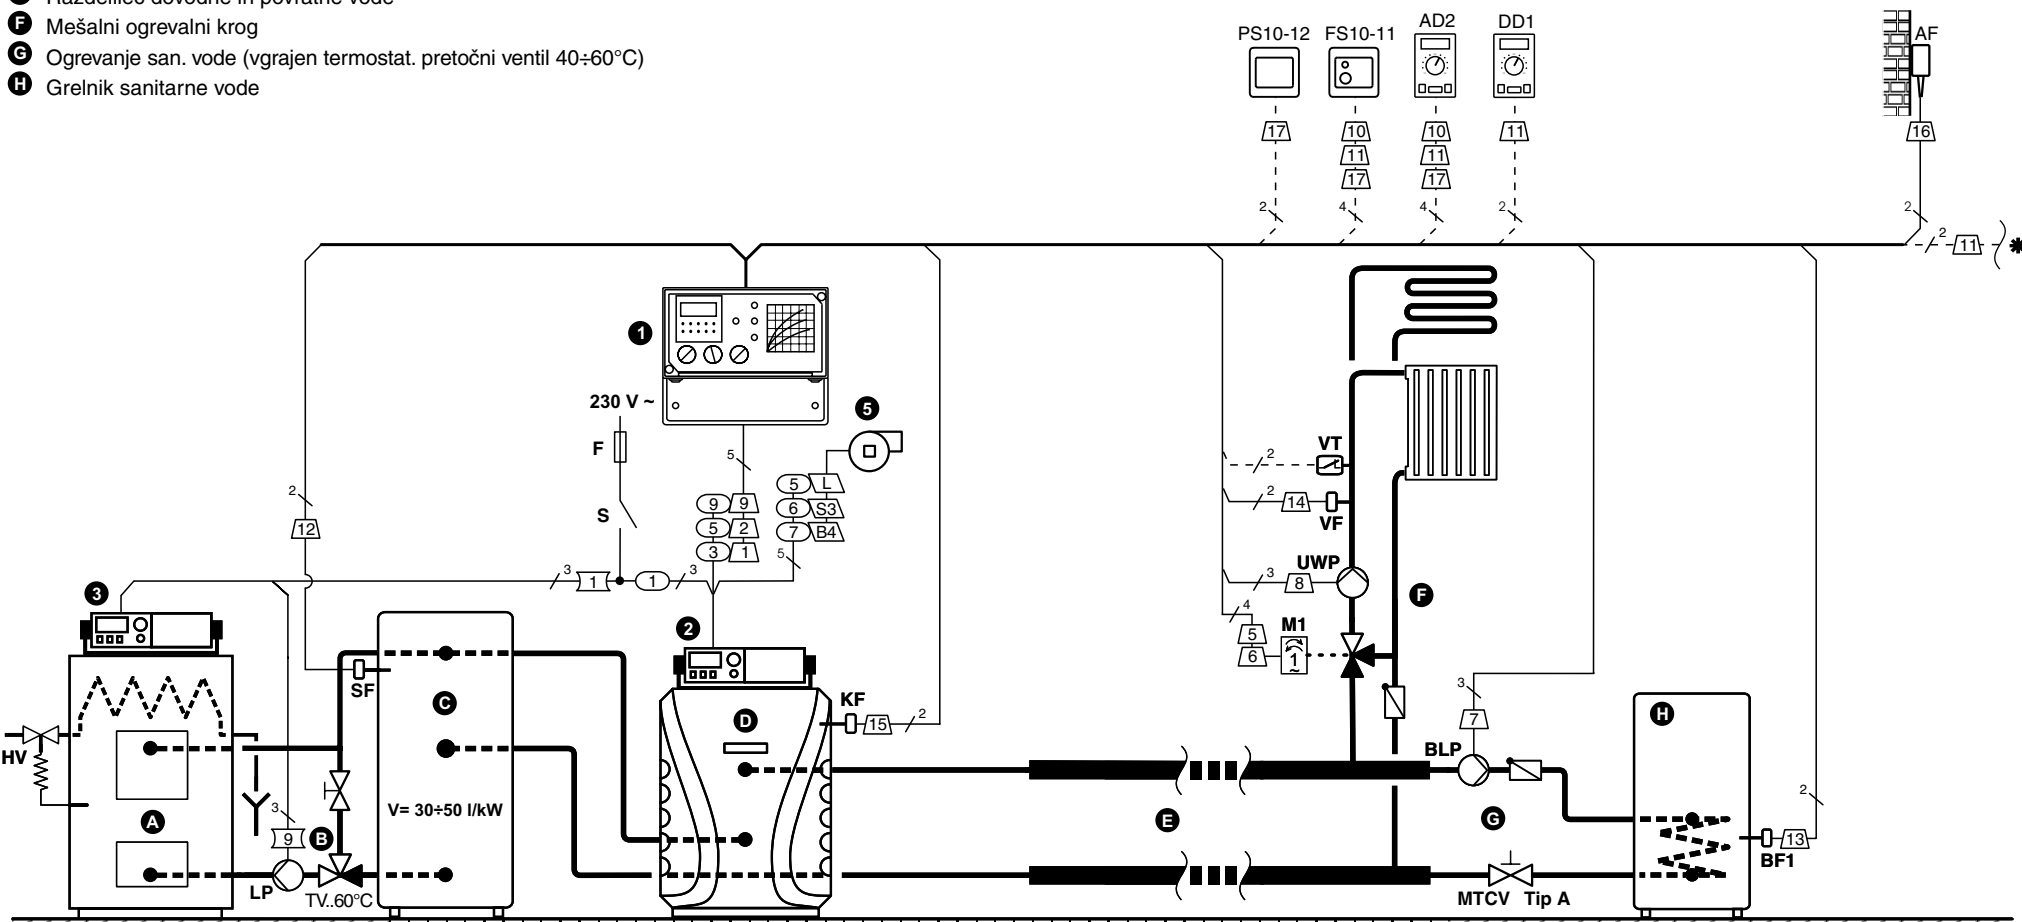 Razdelilec dovodne in povratne vode
F Mešalni ogrevalni krog
G Ogrevanje san. vode (vgrajen termostat. pretočni ventil 40÷60°C)
H Grelnik sanitarne vode
PS10-12 FS10-11 AD2 DD1 AF
17 10 11 17 10 11 17 11 16
2 4 4 2 2
2 11 *
1
230 V ~
5
F
S
5
9 9
5 2
3 1
5 L
6 S3
7 B4
5
2
12
3 1 1 3
3
2
VT
2
2 14
VF
UWP
3 8
4
5
6
M1
1
~
F
SF
C
D
KF
15 2
HV
A
V= 30÷50 l/kW
3
9
B
LP
TV..60°C
E
3
7
BLP
G
H
2
13
BF1
MTCV Tip A